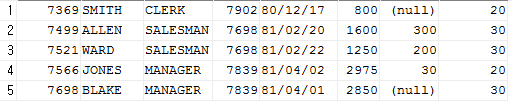 1 7369 SMITH CLERK 7902 80/12/17 800 (null) 20
2 7499 ALLEN SALESMAN 7698 81/02/20 1600 300 30
3 7521 WARD SALESMAN 7698 81/02/22 1250 200 30
4 7566 JONES MANAGER 7839 81/04/02 2975 30 20
5 7698 BLAKE MANAGER 7839 81/04/01 2850 (null) 30